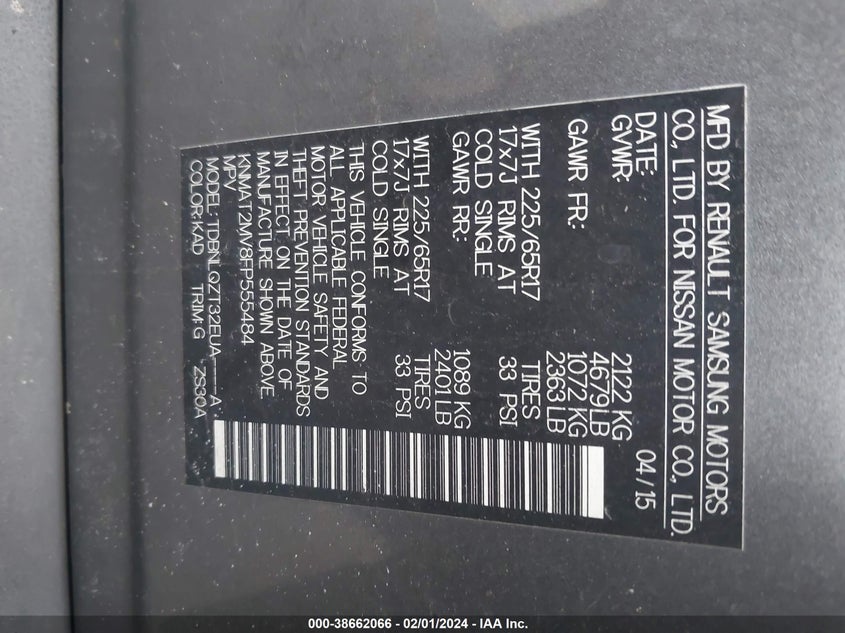 MFD BY RENAULT SAMSUNG MOTORS
CO., LTD. FOR NISSAN MOTOR CO., LTD.
DATE: 04/15
GVWR: 2122 KG
4679 LB
GAWR FR: 1072 KG
2363 LB
WITH 225/65R17 TIRES
17x7J RIMS AT 33 PSI
COLD SINGLE
GAWR RR: 1089 KG
2401 LB
WITH 225/65R17 TIRES
17x7J RIMS AT 33 PSI
COLD SINGLE
THIS VEHICLE CONFORMS TO
ALL APPLICABLE FEDERAL
MOTOR VEHICLE SAFETY AND
THEFT PREVENTION STANDARDS
IN EFFECT ON THE DATE OF
MANUFACTURE SHOWN ABOVE.
KNMAT2MV8FP555484
MPV
MODEL: TDBNLQZT32EUA----A
COLOR:KAD TRIM:G ZS30A
000-38662066 - 02/01/2024 - IAA Inc.